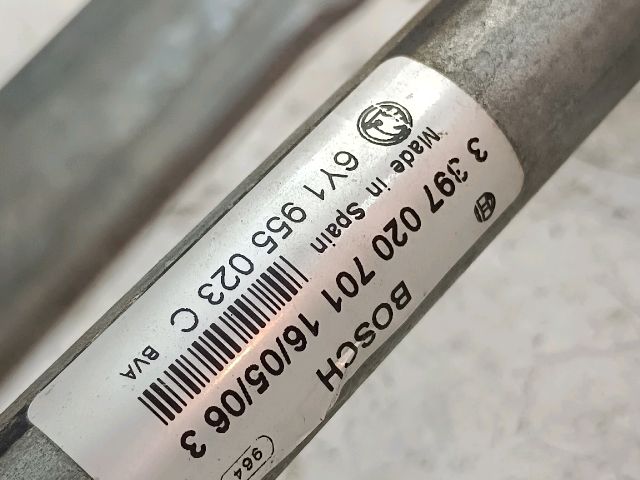 6Y1 955 023 C
Made in Spain
BVA
3 397 020 701 16/05/06 3
BOSCH
964